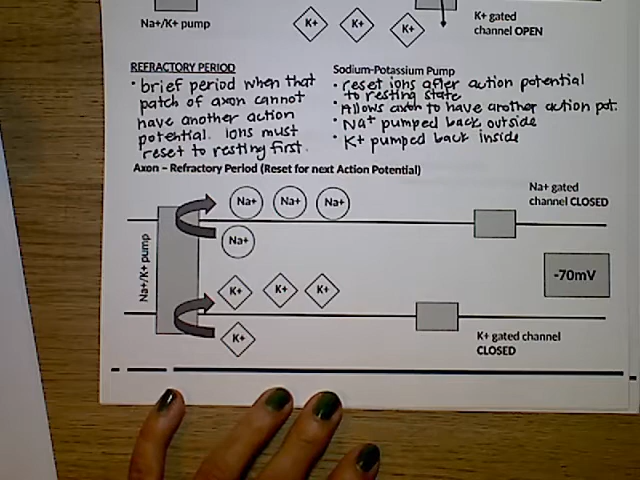 K+ K+ K+
Na+/K+ pump
K+ gated
channel OPEN
REFRACTORY PERIOD
• brief period when that
patch of axon cannot
have another action
potential. ions must
reset to resting first.
Sodium-Potassium Pump
• reset ions after action potential
to resting state
• Allows axon to have another action pot.
• Na+ pumped back outside
• K+ pumped back inside
Axon – Refractory Period (Reset for next Action Potential)
Na+ gated
channel CLOSED
Na+ Na+ Na+
Na+
Na+/K+ pump
-70mV
K+ K+ K+
K+
K+ gated channel
CLOSED